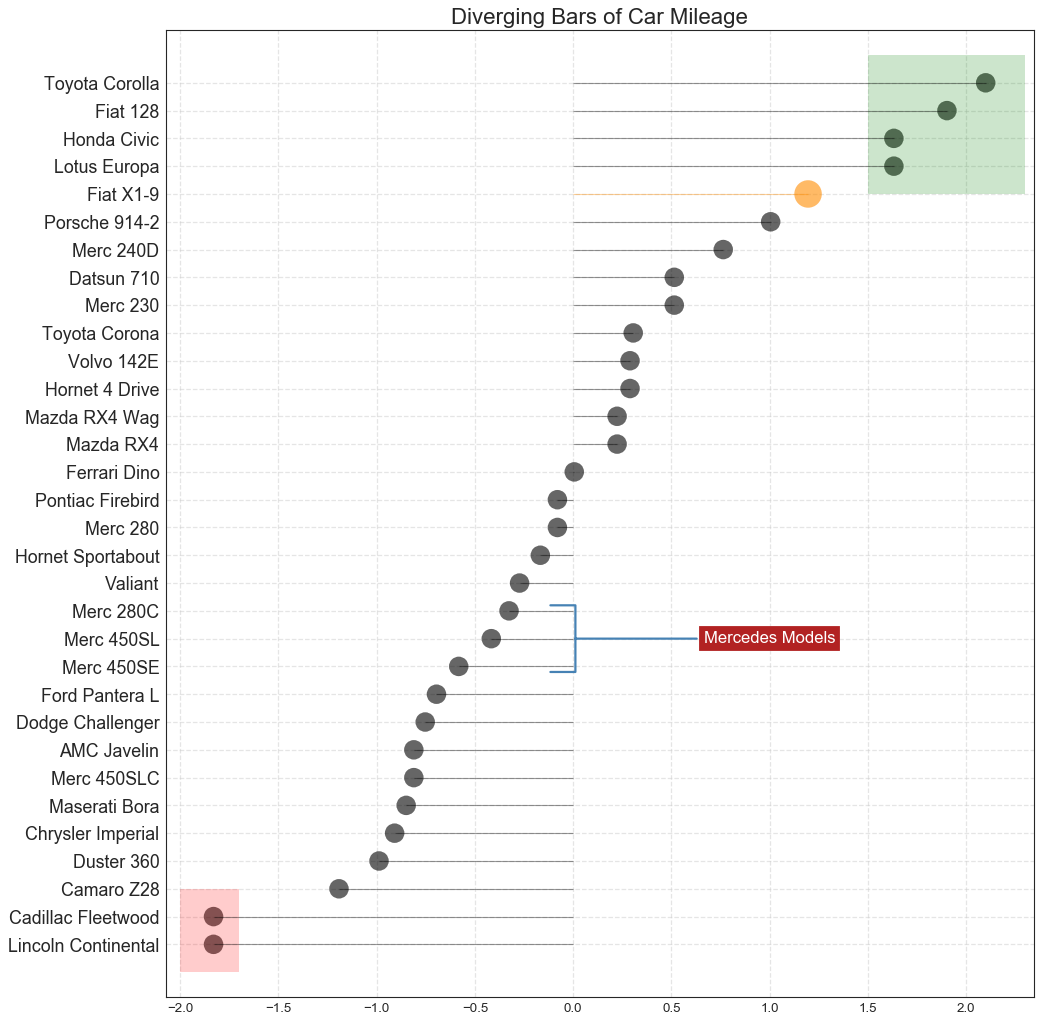 Diverging Bars of Car Mileage
Toyota Corolla
Fiat 128
Honda Civic
Lotus Europa
Fiat X1-9
Porsche 914-2
Merc 240D
Datsun 710
Merc 230
Toyota Corona
Volvo 142E
Hornet 4 Drive
Mazda RX4 Wag
Mazda RX4
Ferrari Dino
Pontiac Firebird
Merc 280
Hornet Sportabout
Valiant
Merc 280C
Merc 450SL
Mercedes Models
Merc 450SE
Ford Pantera L
Dodge Challenger
AMC Javelin
Merc 450SLC
Maserati Bora
Chrysler Imperial
Duster 360
Camaro Z28
Cadillac Fleetwood
Lincoln Continental
−2.0 −1.5 −1.0 −0.5 0.0 0.5 1.0 1.5 2.0